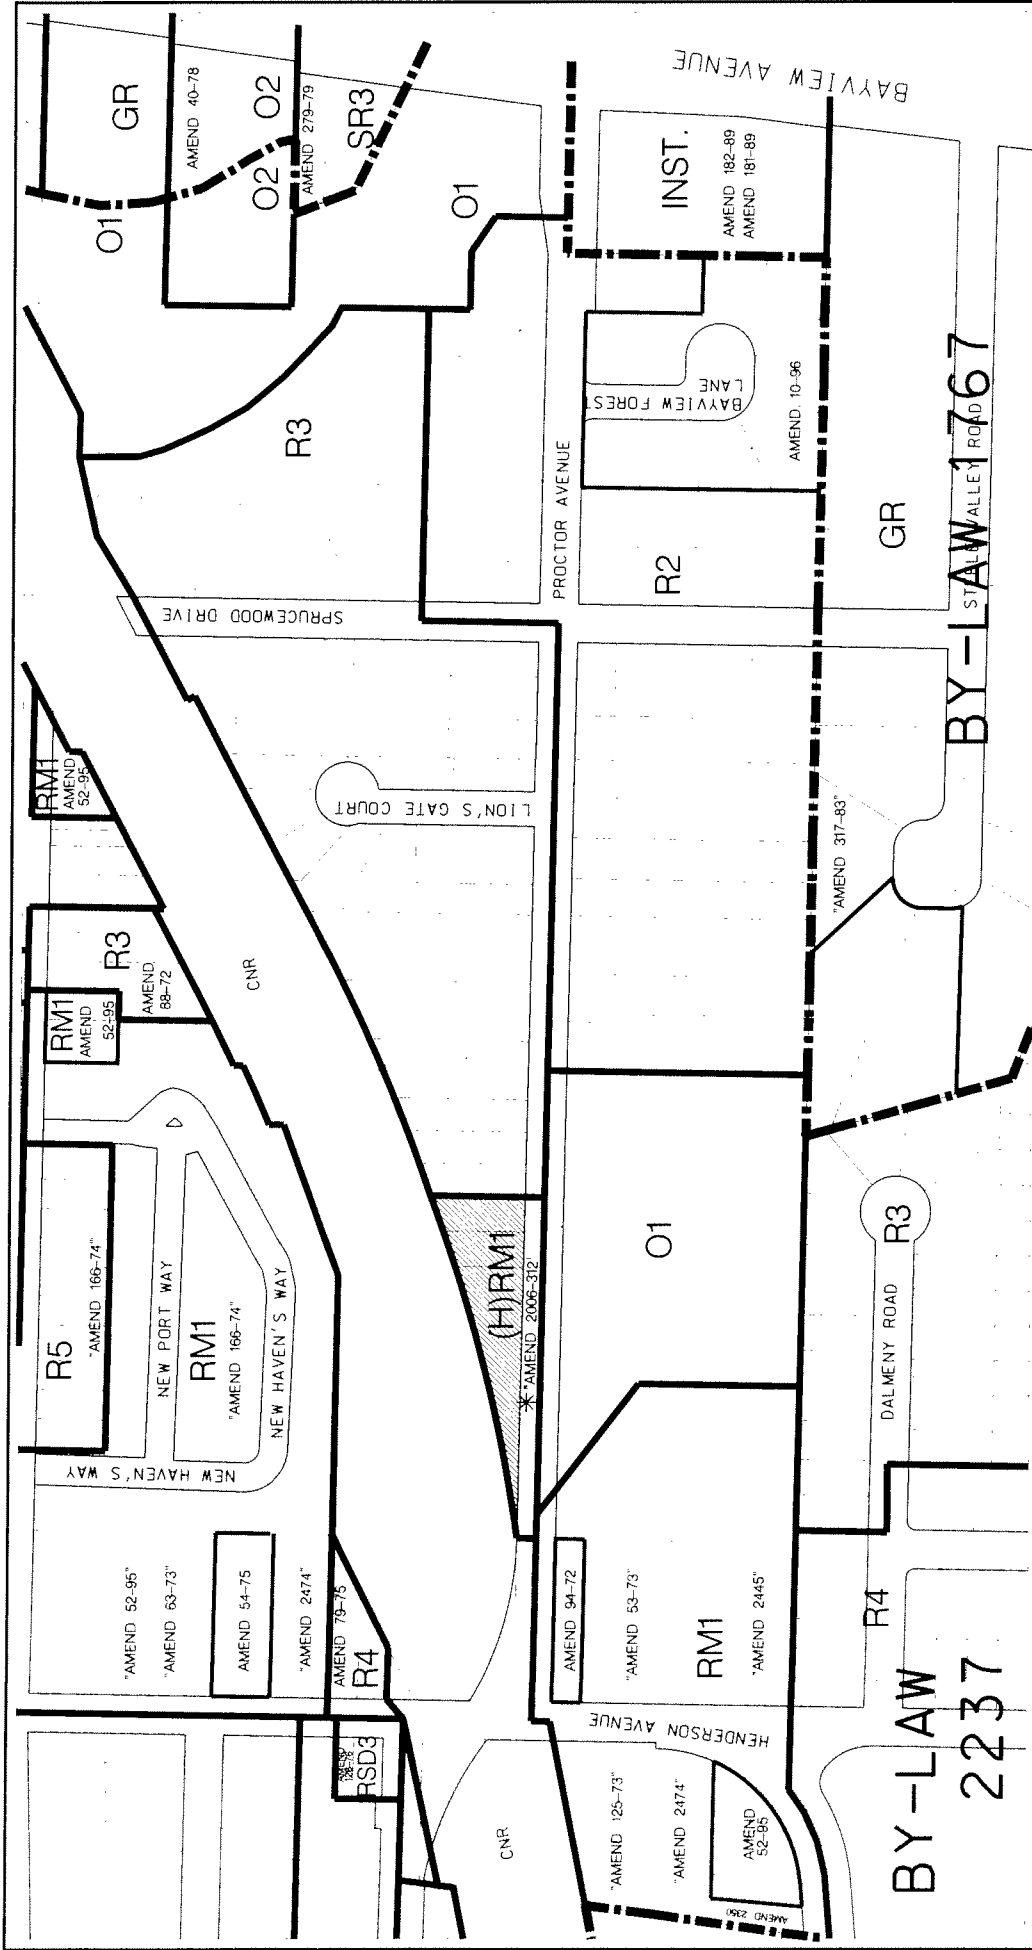 BAYVIEW AVENUE
GR
AMEND 40-78
O1
O2
O2
AMEND 279-79
SR3
O1
INST.
AMEND 182-89
AMEND 181-89
R3
BAYVIEW FOREST
LANE
AMEND. 10-96
PROCTOR AVENUE
R2
GR
BY-LAW 1767
SPRUCEWOOD DRIVE
RM1
AMEND
52-95
LION'S GATE COURT
"AMEND 317-83"
R3
AMEND
88-72
RM1
AMEND
52-95
CNR
R5
"AMEND 166-74"
NEW PORT WAY
RM1
"AMEND 166-74"
NEW HAVEN'S WAY
NEW HAVEN'S WAY
(H)RM1
* "AMEND 2006-312'
O1
R3
DALMENY ROAD
"AMEND 52-95"
"AMEND 63-73"
AMEND 54-75
"AMEND 2474"
AMEND 79-75
R4
AMEND 94-72
"AMEND 53-73"
RM1
"AMEND 2445"
R4
HENDERSON AVENUE
RSD3
CNR
"AMEND 125-73"
"AMEND 2474"
AMEND
52-95
AMEND 2350
BY-LAW
2237